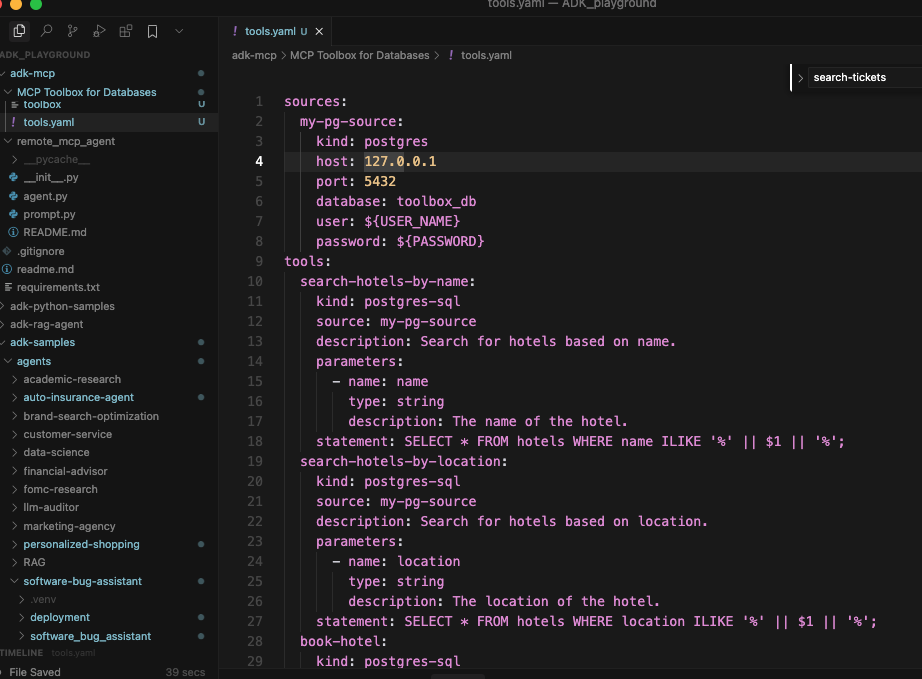 tools.yaml — ADK_playground
ADK_PLAYGROUND
adk-mcp
MCP Toolbox for Databases
toolbox U
! tools.yaml U
remote_mcp_agent
__pycache__
__init__.py
agent.py
prompt.py
README.md
.gitignore
readme.md
requirements.txt
adk-python-samples
adk-rag-agent
adk-samples
agents
academic-research
auto-insurance-agent
brand-search-optimization
customer-service
data-science
financial-advisor
fomc-research
llm-auditor
marketing-agency
personalized-shopping
RAG
software-bug-assistant
.venv
deployment
software_bug_assistant
TIMELINE tools.yaml
File Saved 39 secs
! tools.yaml U ×
adk-mcp > MCP Toolbox for Databases > ! tools.yaml
> search-tickets
1 sources:
2 my-pg-source:
3 kind: postgres
4 host: 127.0.0.1
5 port: 5432
6 database: toolbox_db
7 user: ${USER_NAME}
8 password: ${PASSWORD}
9 tools:
10 search-hotels-by-name:
11 kind: postgres-sql
12 source: my-pg-source
13 description: Search for hotels based on name.
14 parameters:
15 - name: name
16 type: string
17 description: The name of the hotel.
18 statement: SELECT * FROM hotels WHERE name ILIKE '%' || $1 || '%';
19 search-hotels-by-location:
20 kind: postgres-sql
21 source: my-pg-source
22 description: Search for hotels based on location.
23 parameters:
24 - name: location
25 type: string
26 description: The location of the hotel.
27 statement: SELECT * FROM hotels WHERE location ILIKE '%' || $1 || '%';
28 book-hotel:
29 kind: postgres-sql